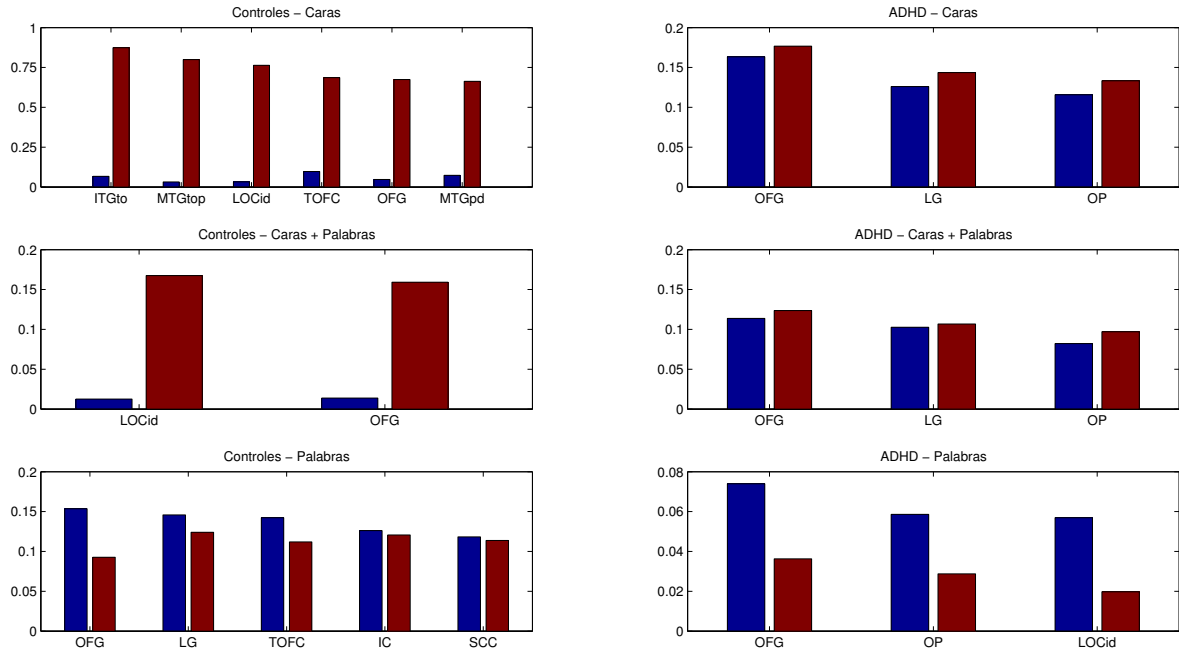 Controles − Caras
1
0.75
0.5
0.25
0
ITGto MTGtop LOCid TOFC OFG MTGpd
ADHD − Caras
0.2
0.15
0.1
0.05
0
OFG LG OP
Controles − Caras + Palabras
0.2
0.15
0.1
0.05
0
LOCid OFG
ADHD − Caras + Palabras
0.2
0.15
0.1
0.05
0
OFG LG OP
Controles − Palabras
0.2
0.15
0.1
0.05
0
OFG LG TOFC IC SCC
ADHD − Palabras
0.08
0.06
0.04
0.02
0
OFG OP LOCid